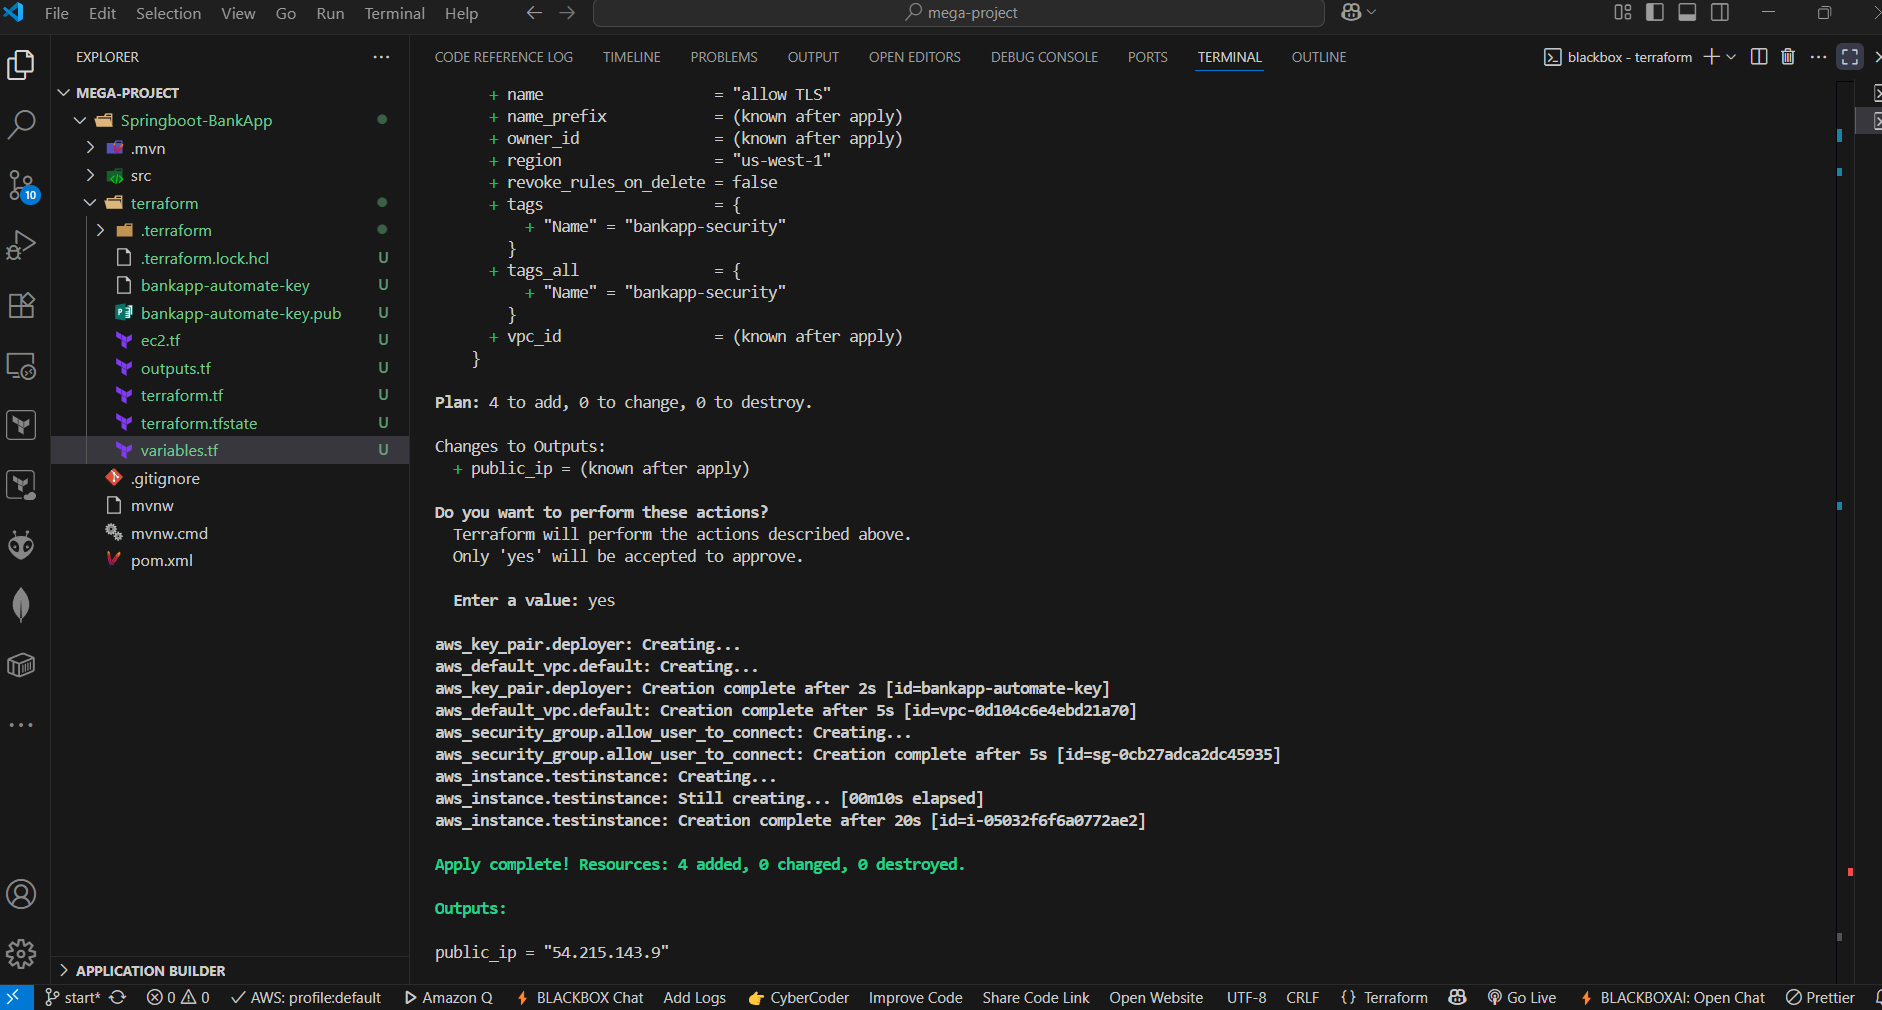 File Edit Selection View Go Run Terminal Help
mega-project
EXPLORER
MEGA-PROJECT
Springboot-BankApp
.mvn
src
terraform
.terraform
.terraform.lock.hcl U
bankapp-automate-key U
bankapp-automate-key.pub U
ec2.tf U
outputs.tf U
terraform.tf U
terraform.tfstate U
variables.tf U
.gitignore
mvnw
mvnw.cmd
pom.xml
APPLICATION BUILDER
10
CODE REFERENCE LOG TIMELINE PROBLEMS OUTPUT OPEN EDITORS DEBUG CONSOLE PORTS TERMINAL OUTLINE
blackbox - terraform
+ name = "allow TLS"
+ name_prefix = (known after apply)
+ owner_id = (known after apply)
+ region = "us-west-1"
+ revoke_rules_on_delete = false
+ tags = {
+ "Name" = "bankapp-security"
}
+ tags_all = {
+ "Name" = "bankapp-security"
}
+ vpc_id = (known after apply)
}
Plan: 4 to add, 0 to change, 0 to destroy.
Changes to Outputs:
+ public_ip = (known after apply)
Do you want to perform these actions?
Terraform will perform the actions described above.
Only 'yes' will be accepted to approve.
Enter a value: yes
aws_key_pair.deployer: Creating...
aws_default_vpc.default: Creating...
aws_key_pair.deployer: Creation complete after 2s [id=bankapp-automate-key]
aws_default_vpc.default: Creation complete after 5s [id=vpc-0d104c6e4ebd21a70]
aws_security_group.allow_user_to_connect: Creating...
aws_security_group.allow_user_to_connect: Creation complete after 5s [id=sg-0cb27adca2dc45935]
aws_instance.testinstance: Creating...
aws_instance.testinstance: Still creating... [00m10s elapsed]
aws_instance.testinstance: Creation complete after 20s [id=i-05032f6f6a0772ae2]
Apply complete! Resources: 4 added, 0 changed, 0 destroyed.
Outputs:
public_ip = "54.215.143.9"
start* 0 0 AWS: profile:default Amazon Q BLACKBOX Chat Add Logs CyberCoder Improve Code Share Code Link Open Website UTF-8 CRLF {} Terraform Go Live BLACKBOXAI: Open Chat Prettier